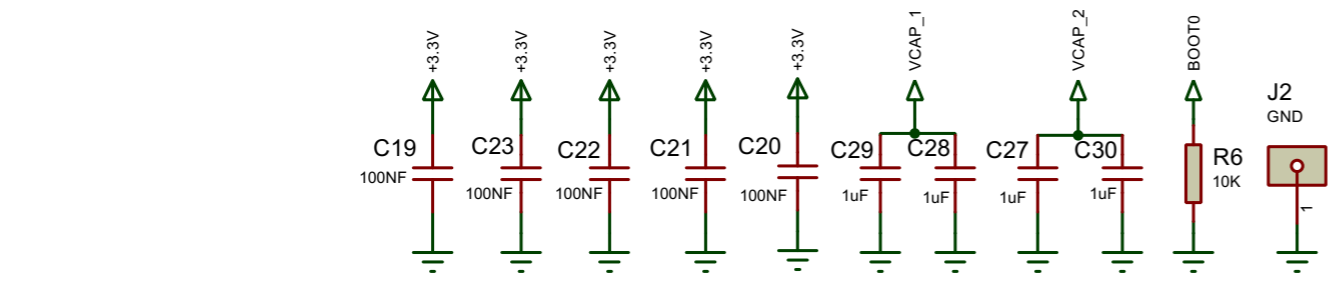 +3.3V
+3.3V
+3.3V
+3.3V
+3.3V
VCAP_1
VCAP_2
BOOT0
J2
GND
C19
100NF
C23
100NF
C22
100NF
C21
100NF
C20
100NF
C29
1uF
C28
1uF
C27
1uF
C30
1uF
R6
10K
1